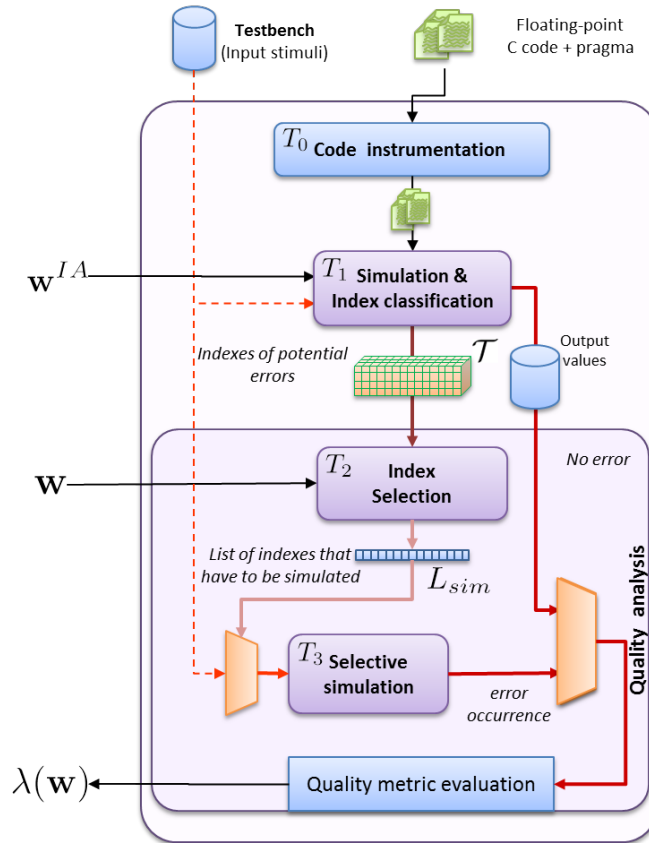 Testbench
(Input stimuli)
Floating-point
C code + pragma
T₀ Code instrumentation
w^{IA}
T₁ Simulation &
Index classification
Indexes of potential
errors
𝒯
Output
values
w
T₂ Index
Selection
No error
List of indexes that
have to be simulated
L_{sim}
T₃ Selective
simulation
error
occurrence
Quality analysis
λ(w)
Quality metric evaluation